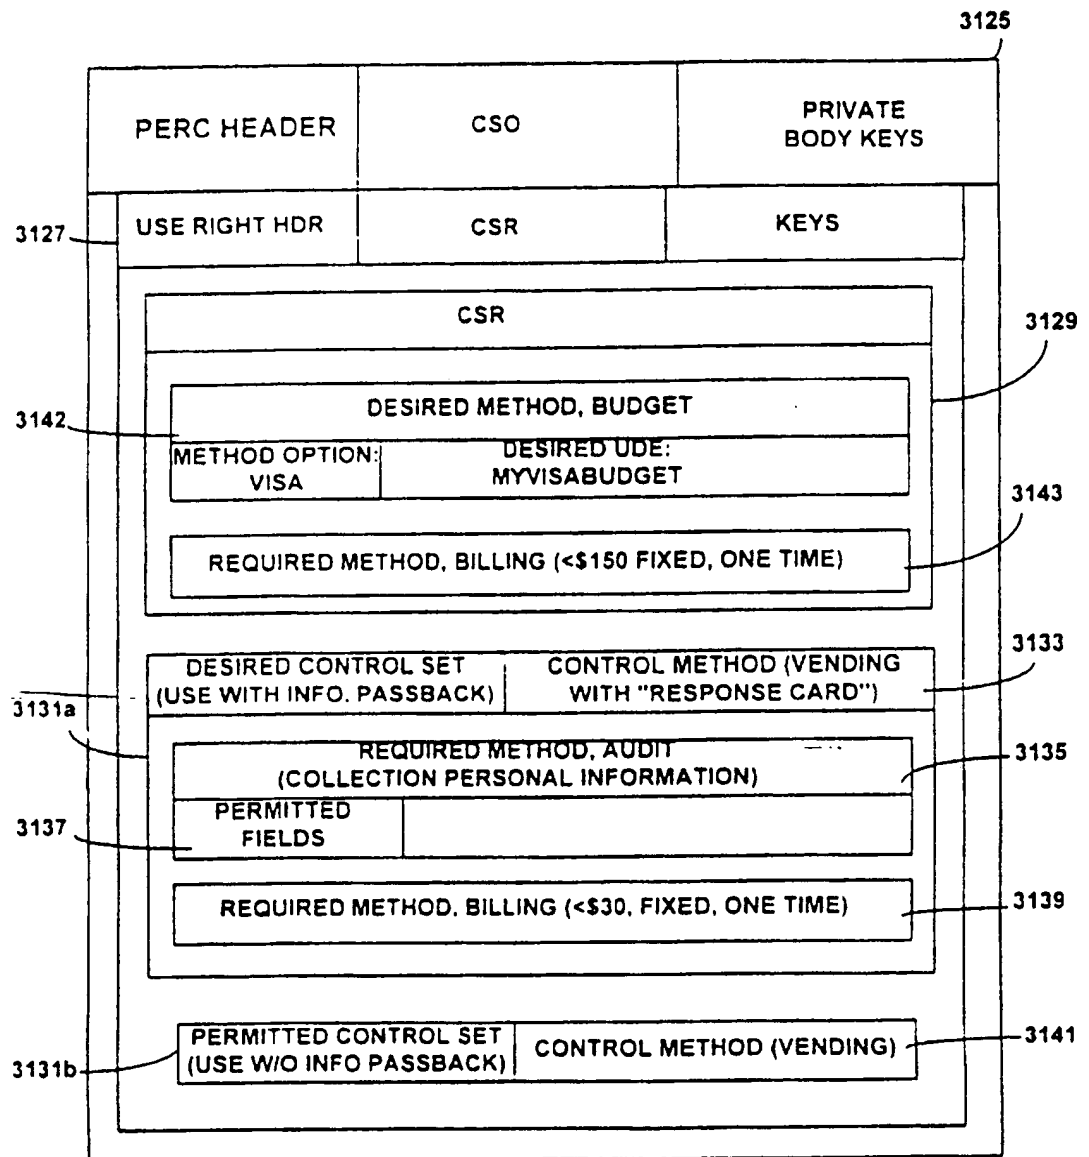 3125
PERC HEADER
CSO
PRIVATE
BODY KEYS
3127
USE RIGHT HDR
CSR
KEYS
CSR
3129
DESIRED METHOD, BUDGET
3142
METHOD OPTION:
VISA
DESIRED UDE:
MYVISABUDGET
3143
REQUIRED METHOD, BILLING (<$150 FIXED, ONE TIME)
DESIRED CONTROL SET
(USE WITH INFO. PASSBACK)
CONTROL METHOD (VENDING
WITH "RESPONSE CARD")
3133
3131a
REQUIRED METHOD, AUDIT
(COLLECTION PERSONAL INFORMATION)
3135
3137
PERMITTED
FIELDS
REQUIRED METHOD, BILLING (<$30, FIXED, ONE TIME)
3139
PERMITTED CONTROL SET
(USE W/O INFO PASSBACK)
CONTROL METHOD (VENDING)
3141
3131b